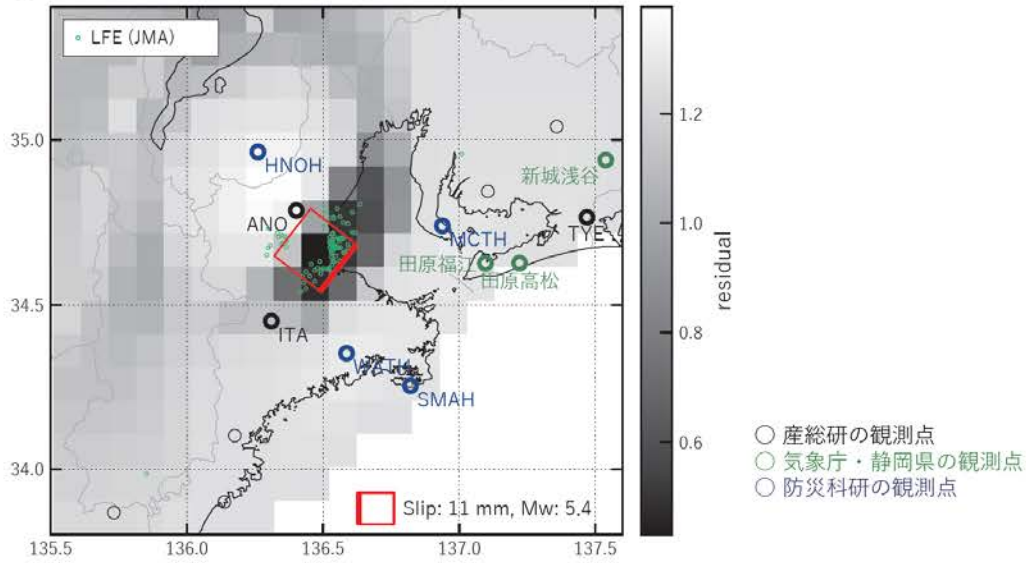 LFE (JMA)
35.0
34.5
34.0
HNOH
ANO
新城浅谷
MCTH
TYE
田原福江
田原高松
ITA
WATH
SMAH
Slip: 11 mm, Mw: 5.4
135.5
136.0
136.5
137.0
137.5
1.2
1.0
0.8
0.6
residual
産総研の観測点
気象庁・静岡県の観測点
防災科研の観測点